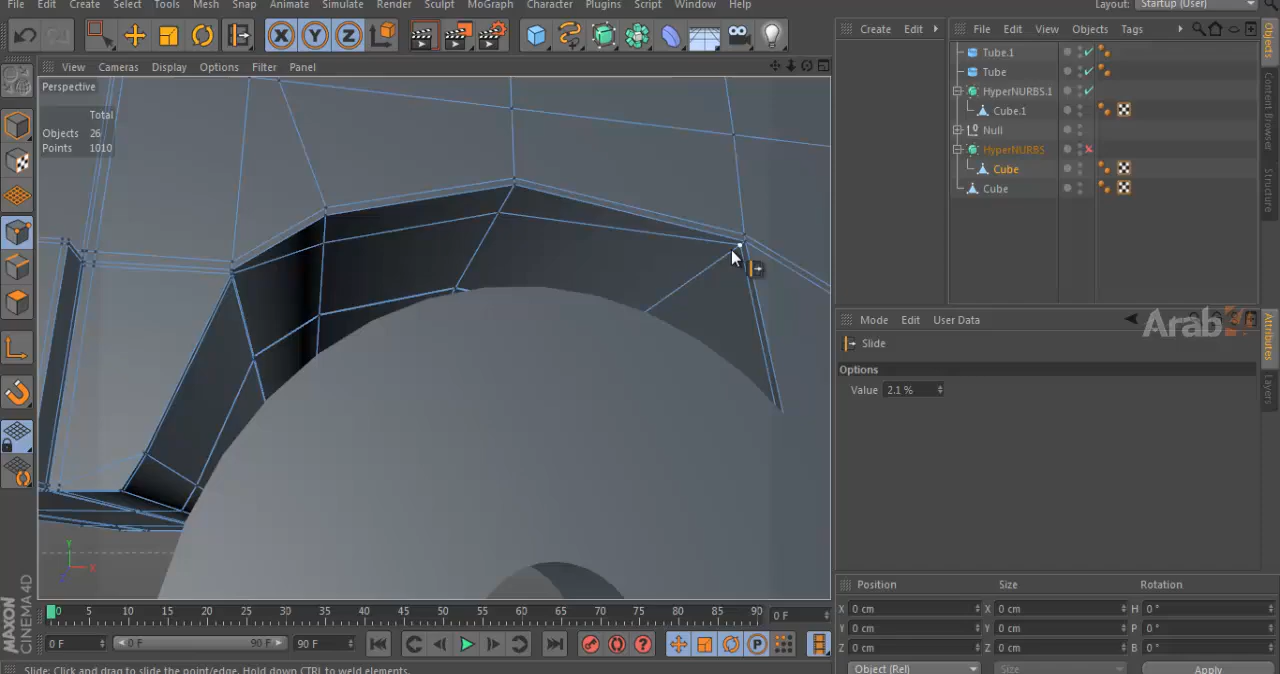 File Edit Create Select Tools Mesh Snap Animate Simulate Render Sculpt MoGraph Character Plugins Script Window Help Layout: Startup (User)
View Cameras Display Options Filter Panel
Create Edit
File Edit View Objects Tags
Perspective
Total
Objects 26
Points 1010
Tube.1
Tube
HyperNURBS.1
Cube.1
Null
HyperNURBS
Cube
Cube
Objects
Content Browser
Structure
Mode Edit User Data
Arab
Slide
Options
Value 2.1 %
Attributes
Layers
Y
X
Position Size Rotation
X 0 cm X 0 cm H 0 °
Y 0 cm Y 0 cm P 0 °
Z 0 cm Z 0 cm B 0 °
Object (Rel) Size Apply
0 5 10 15 20 25 30 35 40 45 50 55 60 65 70 75 80 85 90 0 F
0 F 0 F 90 F 90 F
P
MAXON
CINEMA 4D
Slide: Click and drag to slide the point/edge. Hold down CTRL to weld elements.